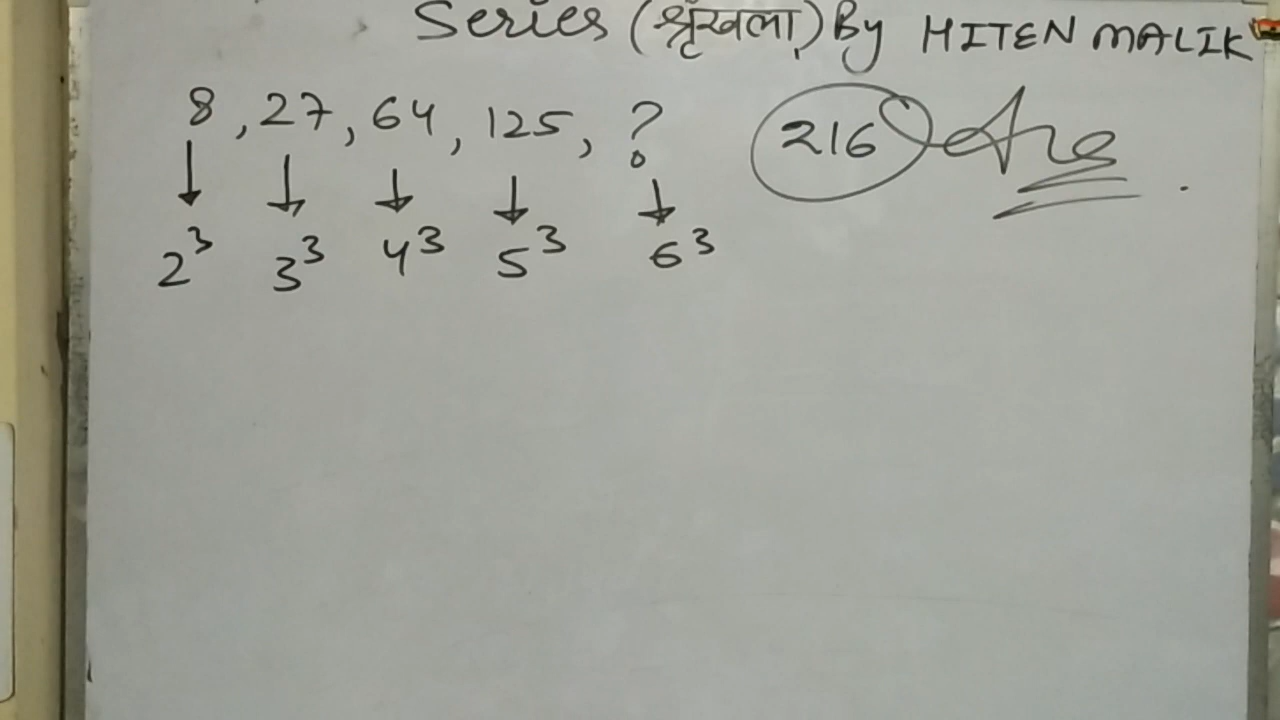 Series (श्रृंखला) By HITEN MALIK
8, 27, 64, 125, ? 216 Ans
2³ 3³ 4³ 5³ 6³